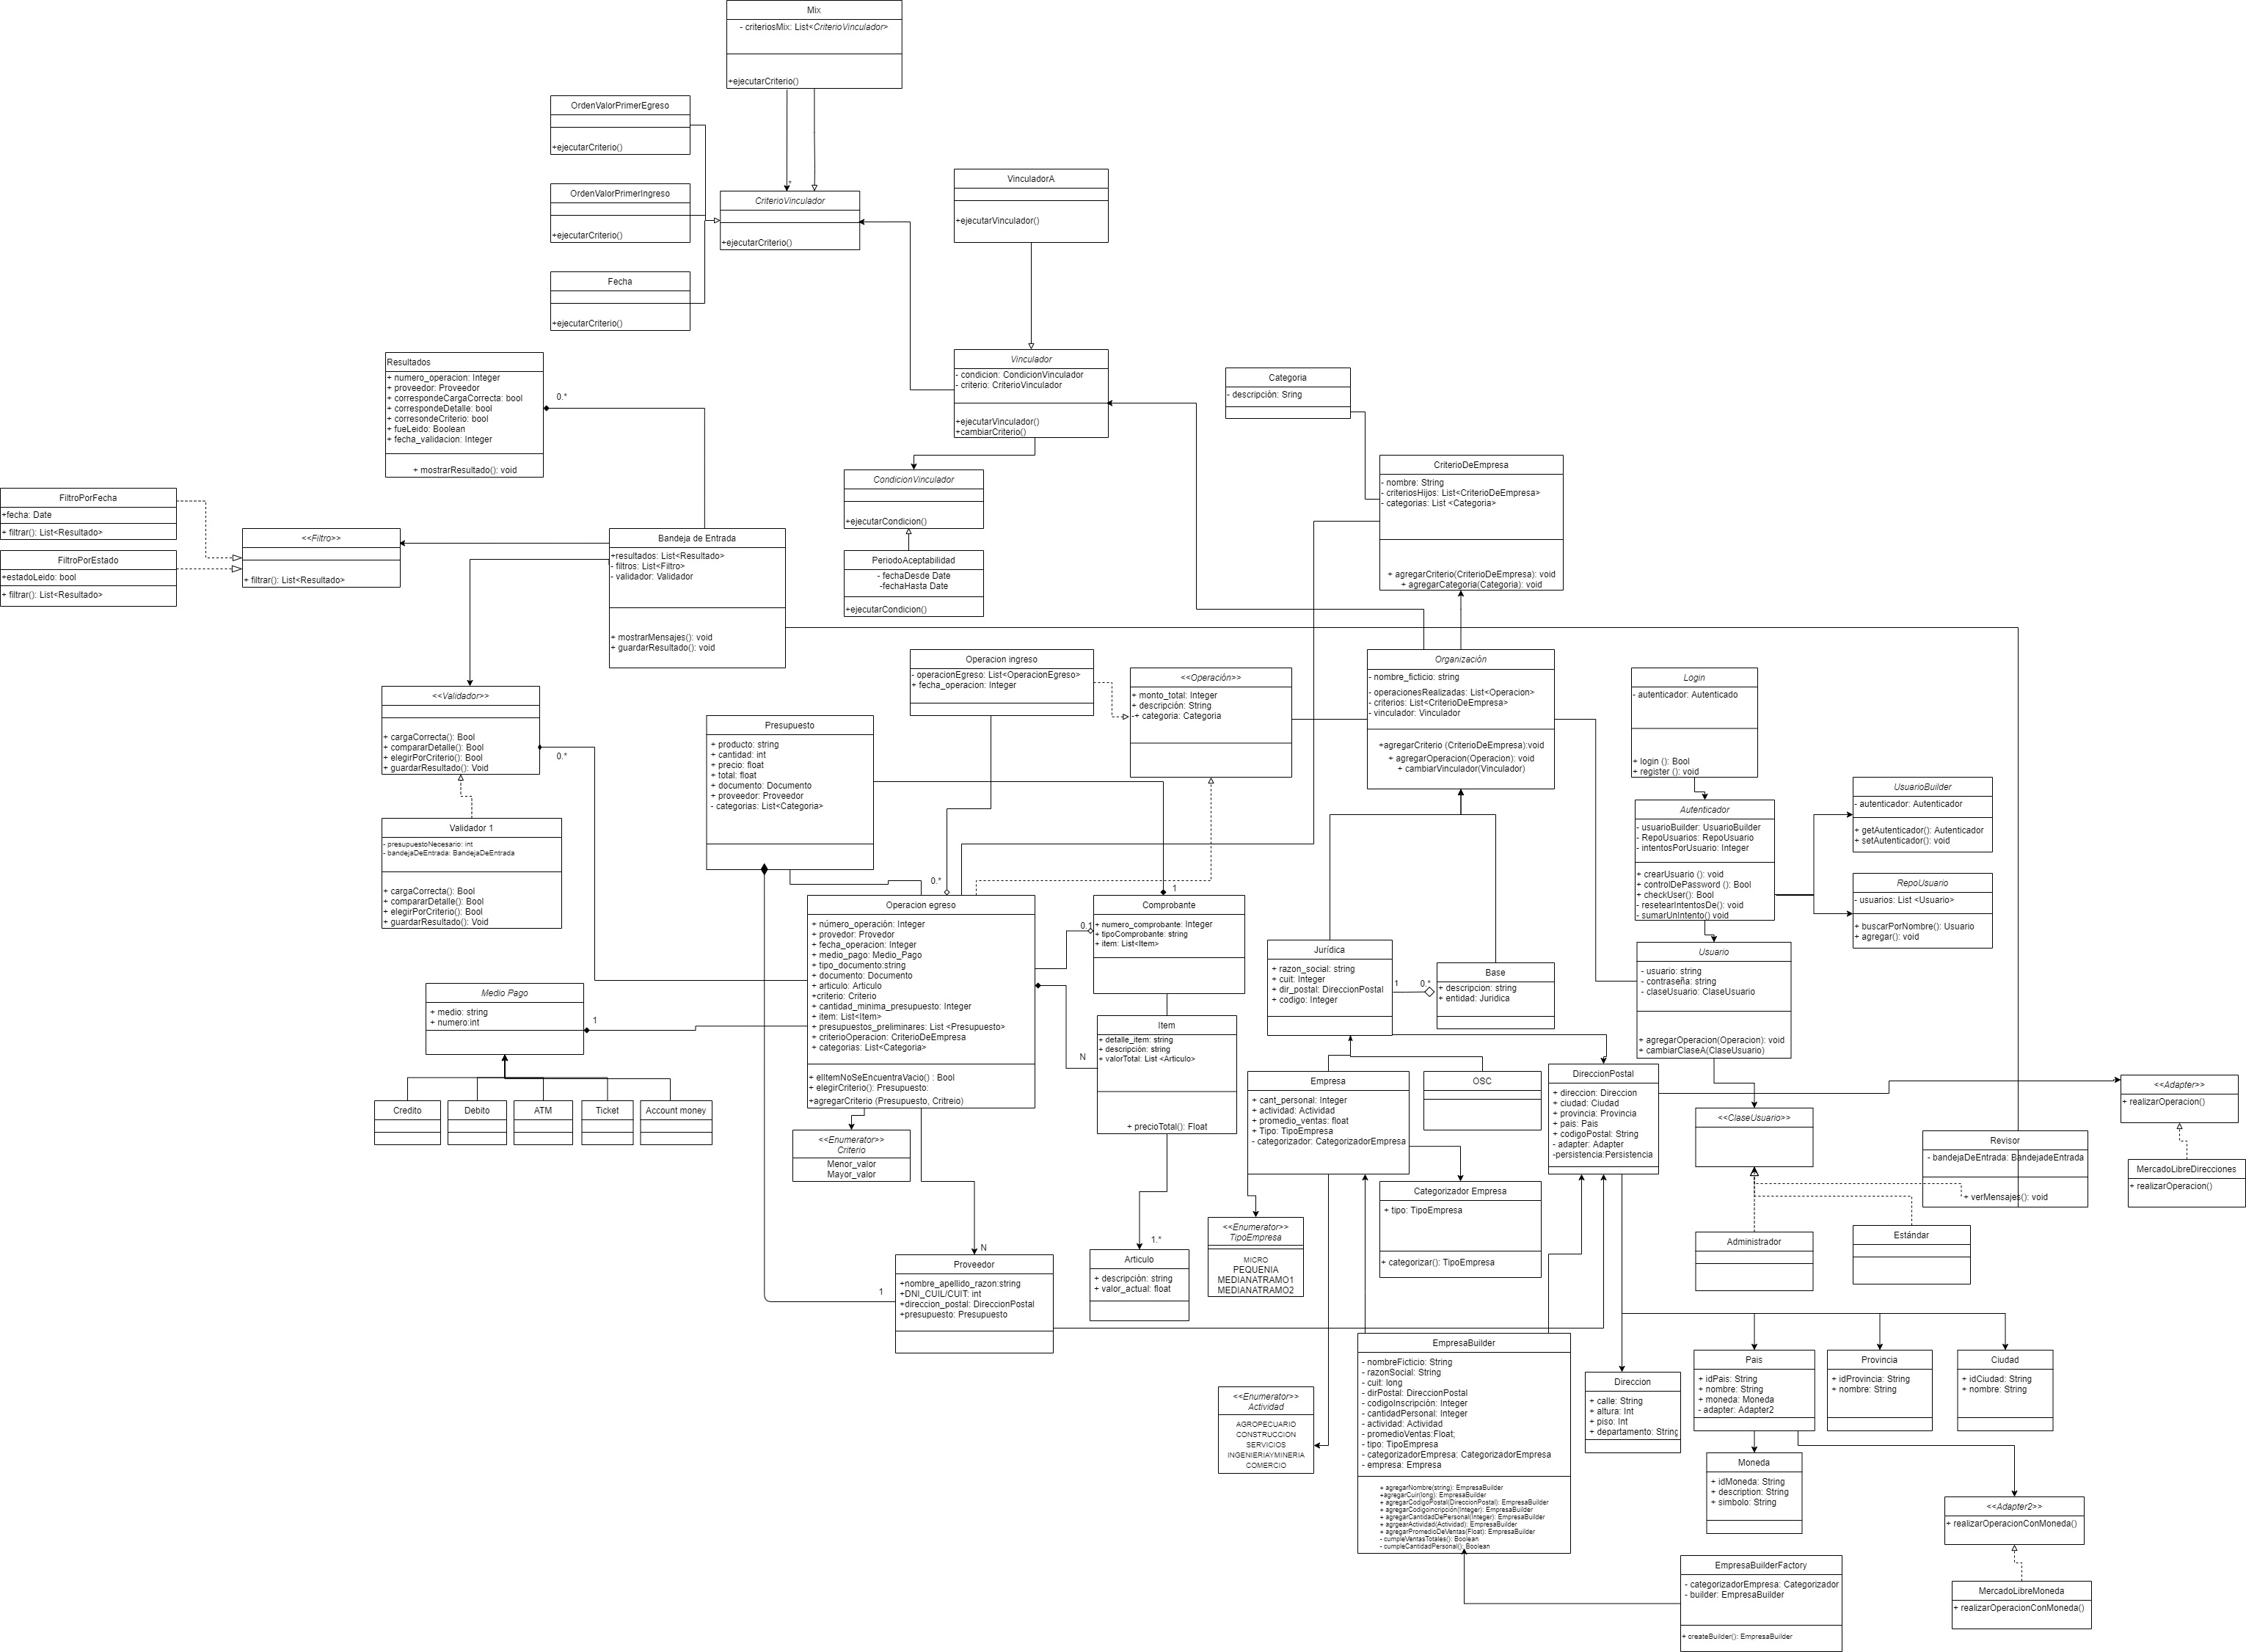 Mix
- criteriosMix: List<CriterioVinculador>
+ejecutarCriterio()
OrdenValorPrimerEgreso
+ejecutarCriterio()
OrdenValorPrimerIngreso
+ejecutarCriterio()
Fecha
+ejecutarCriterio()
*
CriterioVinculador
+ejecutarCriterio()
VinculadorA
+ejecutarVinculador()
Vinculador
- condicion: CondicionVinculador
- criterio: CriterioVinculador
+ejecutarVinculador()
+cambiarCriterio()
Resultados
+ numero_operacion: Integer
+ proveedor: Proveedor
+ correspondeCargaCorrecta: bool
+ correspondeDetalle: bool
+ corresondeCriterio: bool
+ fueLeido: Boolean
+ fecha_validacion: Integer
+ mostrarResultado(): void
0.*
Categoria
- descripción: Sring
CriterioDeEmpresa
- nombre: String
- criteriosHijos: List<CriterioDeEmpresa>
- categorias: List <Categoria>
+ agregarCriterio(CriterioDeEmpresa): void
+ agregarCategoria(Categoria): void
CondicionVinculador
+ejecutarCondicion()
PeriodoAceptabilidad
- fechaDesde Date
-fechaHasta Date
+ejecutarCondicion()
FiltroPorFecha
+fecha: Date
+ filtrar(): List<Resultado>
FiltroPorEstado
+estadoLeido: bool
+ filtrar(): List<Resultado>
<<Filtro>>
+ filtrar(): List<Resultado>
Bandeja de Entrada
+resultados: List<Resultado>
- filtros: List<Filtro>
- validador: Validador
+ mostrarMensajes(): void
+ guardarResultado(): void
<<Validador>>
+ cargaCorrecta(): Bool
+ compararDetalle(): Bool
+ elegirPorCriterio(): Bool
+ guardarResultado(): Void
0.*
Validador 1
- presupuestoNecesario: int
- bandejaDeEntrada: BandejaDeEntrada
+ cargaCorrecta(): Bool
+ compararDetalle(): Bool
+ elegirPorCriterio(): Bool
+ guardarResultado(): Void
Operacion ingreso
- operacionEgreso: List<OperacionEgreso>
+ fecha_operacion: Integer
<<Operación>>
+ monto_total: Integer
+ descripción: String
-+ categoria: Categoria
Organización
- nombre_ficticio: string
- operacionesRealizadas: List<Operacion>
- criterios: List<CriterioDeEmpresa>
- vinculador: Vinculador
+agregarCriterio (CriterioDeEmpresa):void
+ agregarOperacion(Operacion): void
+ cambiarVinculador(Vinculador)
Login
- autenticador: Autenticado
+ login (): Bool
+ register (): void
Presupuesto
+ producto: string
+ cantidad: int
+ precio: float
+ total: float
+ documento: Documento
+ proveedor: Proveedor
- categorias: List<Categoria>
Autenticador
- usuarioBuilder: UsuarioBuilder
- RepoUsuarios: RepoUsuario
- intentosPorUsuario: Integer
+ crearUsuario (): void
+ controlDePassword (): Bool
+ checkUser(): Bool
- resetearIntentosDe(): void
- sumarUnIntento() void
UsuarioBuilder
- autenticador: Autenticador
+ getAutenticador(): Autenticador
+ setAutenticador(): void
RepoUsuario
- usuarios: List <Usuario>
+ buscarPorNombre(): Usuario
+ agregar(): void
0.*
1
Operacion egreso
+ número_operación: Integer
+ provedor: Provedor
+ fecha_operacion: Integer
+ medio_pago: Medio_Pago
+ tipo_documento:string
+ documento: Documento
+ articulo: Articulo
+criterio: Criterio
+ cantidad_minima_presupuesto: Integer
+ item: List<Item>
+ presupuestos_preliminares: List <Presupuesto>
+ criterioOperacion: CriterioDeEmpresa
+ categorias: List<Categoria>
+ elItemNoSeEncuentraVacio() : Bool
+ elegirCriterio(): Presupuesto:
+agregarCriterio (Presupuesto, Critreio)
0.1
Comprobante
+ numero_comprobante: Integer
+ tipoComprobante: string
+ item: List<Item>
N
Item
+ detalle_item: string
+ descripción: string
+ valorTotal: List <Articulo>
+ precioTotal(): Float
Jurídica
+ razon_social: string
+ cuit: Integer
+ dir_postal: DireccionPostal
+ codigo: Integer
1
0.*
Base
+ descripcion: string
+ entidad: Juridica
Usuario
- usuario: string
- contraseña: string
- claseUsuario: ClaseUsuario
+ agregarOperacion(Operacion): void
+ cambiarClaseA(ClaseUsuario)
Medio Pago
+ medio: string
+ numero:int
1
Credito
Debito
ATM
Ticket
Account money
<<Enumerator>>
Criterio
Menor_valor
Mayor_valor
Empresa
+ cant_personal: Integer
+ actividad: Actividad
+ promedio_ventas: float
+ Tipo: TipoEmpresa
- categorizador: CategorizadorEmpresa
OSC
DireccionPostal
+ direccion: Direccion
+ ciudad: Ciudad
+ provincia: Provincia
+ pais: Pais
+ codigoPostal: String
- adapter: Adapter
-persistencia:Persistencia
<<ClaseUsuario>>
<<Adapter>>
+ realizarOperacion()
Revisor
- bandejaDeEntrada: BandejadeEntrada
+ verMensajes(): void
MercadoLibreDirecciones
+ realizarOperacion()
Categorizador Empresa
+ tipo: TipoEmpresa
+ categorizar(): TipoEmpresa
<<Enumerator>>
TipoEmpresa
MICRO
PEQUENIA
MEDIANATRAMO1
MEDIANATRAMO2
Administrador
Estándar
N
1
Proveedor
+nombre_apellido_razon:string
+DNI_CUIL/CUIT: int
+direccion_postal: DireccionPostal
+presupuesto: Presupuesto
1.*
Articulo
+ descripción: string
+ valor_actual: float
EmpresaBuilder
- nombreFicticio: String
- razonSocial: String
- cuit: long
- dirPostal: DireccionPostal
- codigoInscripción: Integer
- cantidadPersonal: Integer
- actividad: Actividad
- promedioVentas:Float;
- tipo: TipoEmpresa
- categorizadorEmpresa: CategorizadorEmpresa
- empresa: Empresa
+ agregarNombre(string): EmpresaBuilder
+agregarCuir(long): EmpresaBuilder
+ agregarCodigoPostal(DireccionPostal): EmpresaBuilder
+ agregarCodigoIncripción(Integer): EmpresaBuilder
+ agregarCantidadDePersonal(Integer): EmpresaBuilder
+ agrgearActividad(Actividad): EmpresaBuilder
+ agregarPromedioDeVentas(Float): EmpresaBuilder
- cumpleVentasTotales(): Boolean
- cumpleCantidadPersonal(): Boolean
<<Enumerator>>
Actividad
AGROPECUARIO
CONSTRUCCION
SERVICIOS
INGENIERIAYMINERIA
COMERCIO
Direccion
+ calle: String
+ altura: Int
+ piso: Int
+ departamento: String
Pais
+ idPais: String
+ nombre: String
+ moneda: Moneda
- adapter: Adapter2
Provincia
+ idProvincia: String
+ nombre: String
Ciudad
+ idCiudad: String
+ nombre: String
Moneda
+ idMoneda: String
+ description: String
+ simbolo: String
<<Adapter2>>
+ realizarOperacionConMoneda()
EmpresaBuilderFactory
- categorizadorEmpresa: Categorizador
- builder: EmpresaBuilder
+ createBuilder(): EmpresaBuilder
MercadoLibreMoneda
+ realizarOperacionConMoneda()